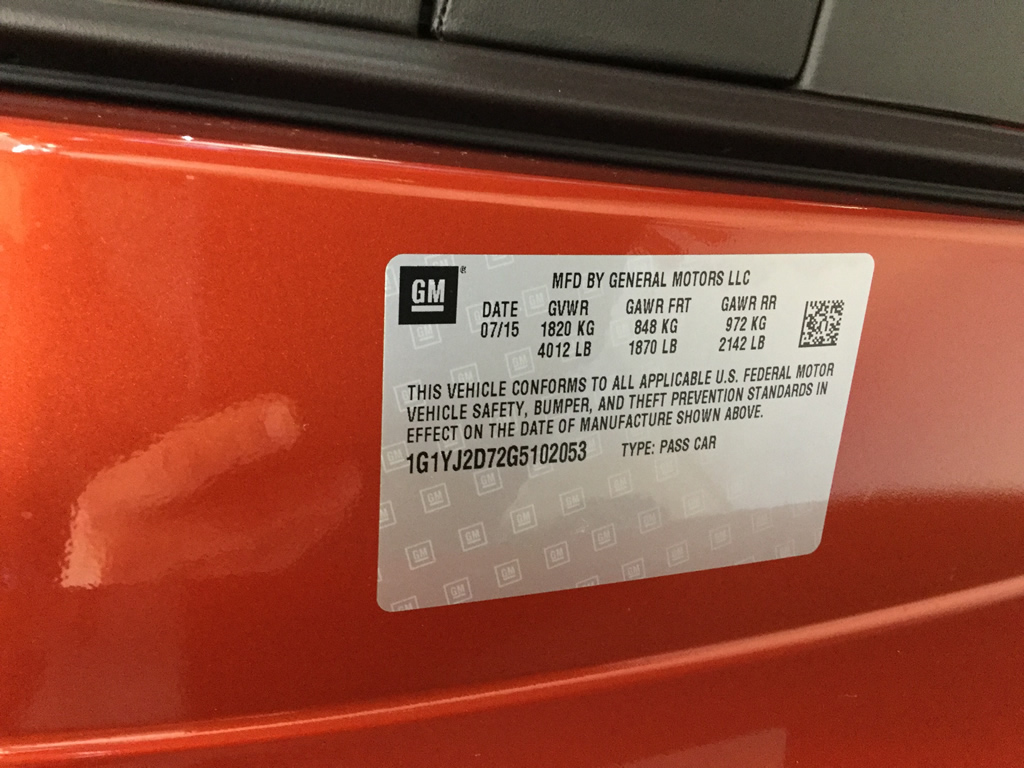 GM
MFD BY GENERAL MOTORS LLC
DATE GVWR GAWR FRT GAWR RR
07/15 1820 KG 848 KG 972 KG
4012 LB 1870 LB 2142 LB
THIS VEHICLE CONFORMS TO ALL APPLICABLE U.S. FEDERAL MOTOR
VEHICLE SAFETY, BUMPER, AND THEFT PREVENTION STANDARDS IN
EFFECT ON THE DATE OF MANUFACTURE SHOWN ABOVE.
1G1YJ2D72G5102053 TYPE: PASS CAR